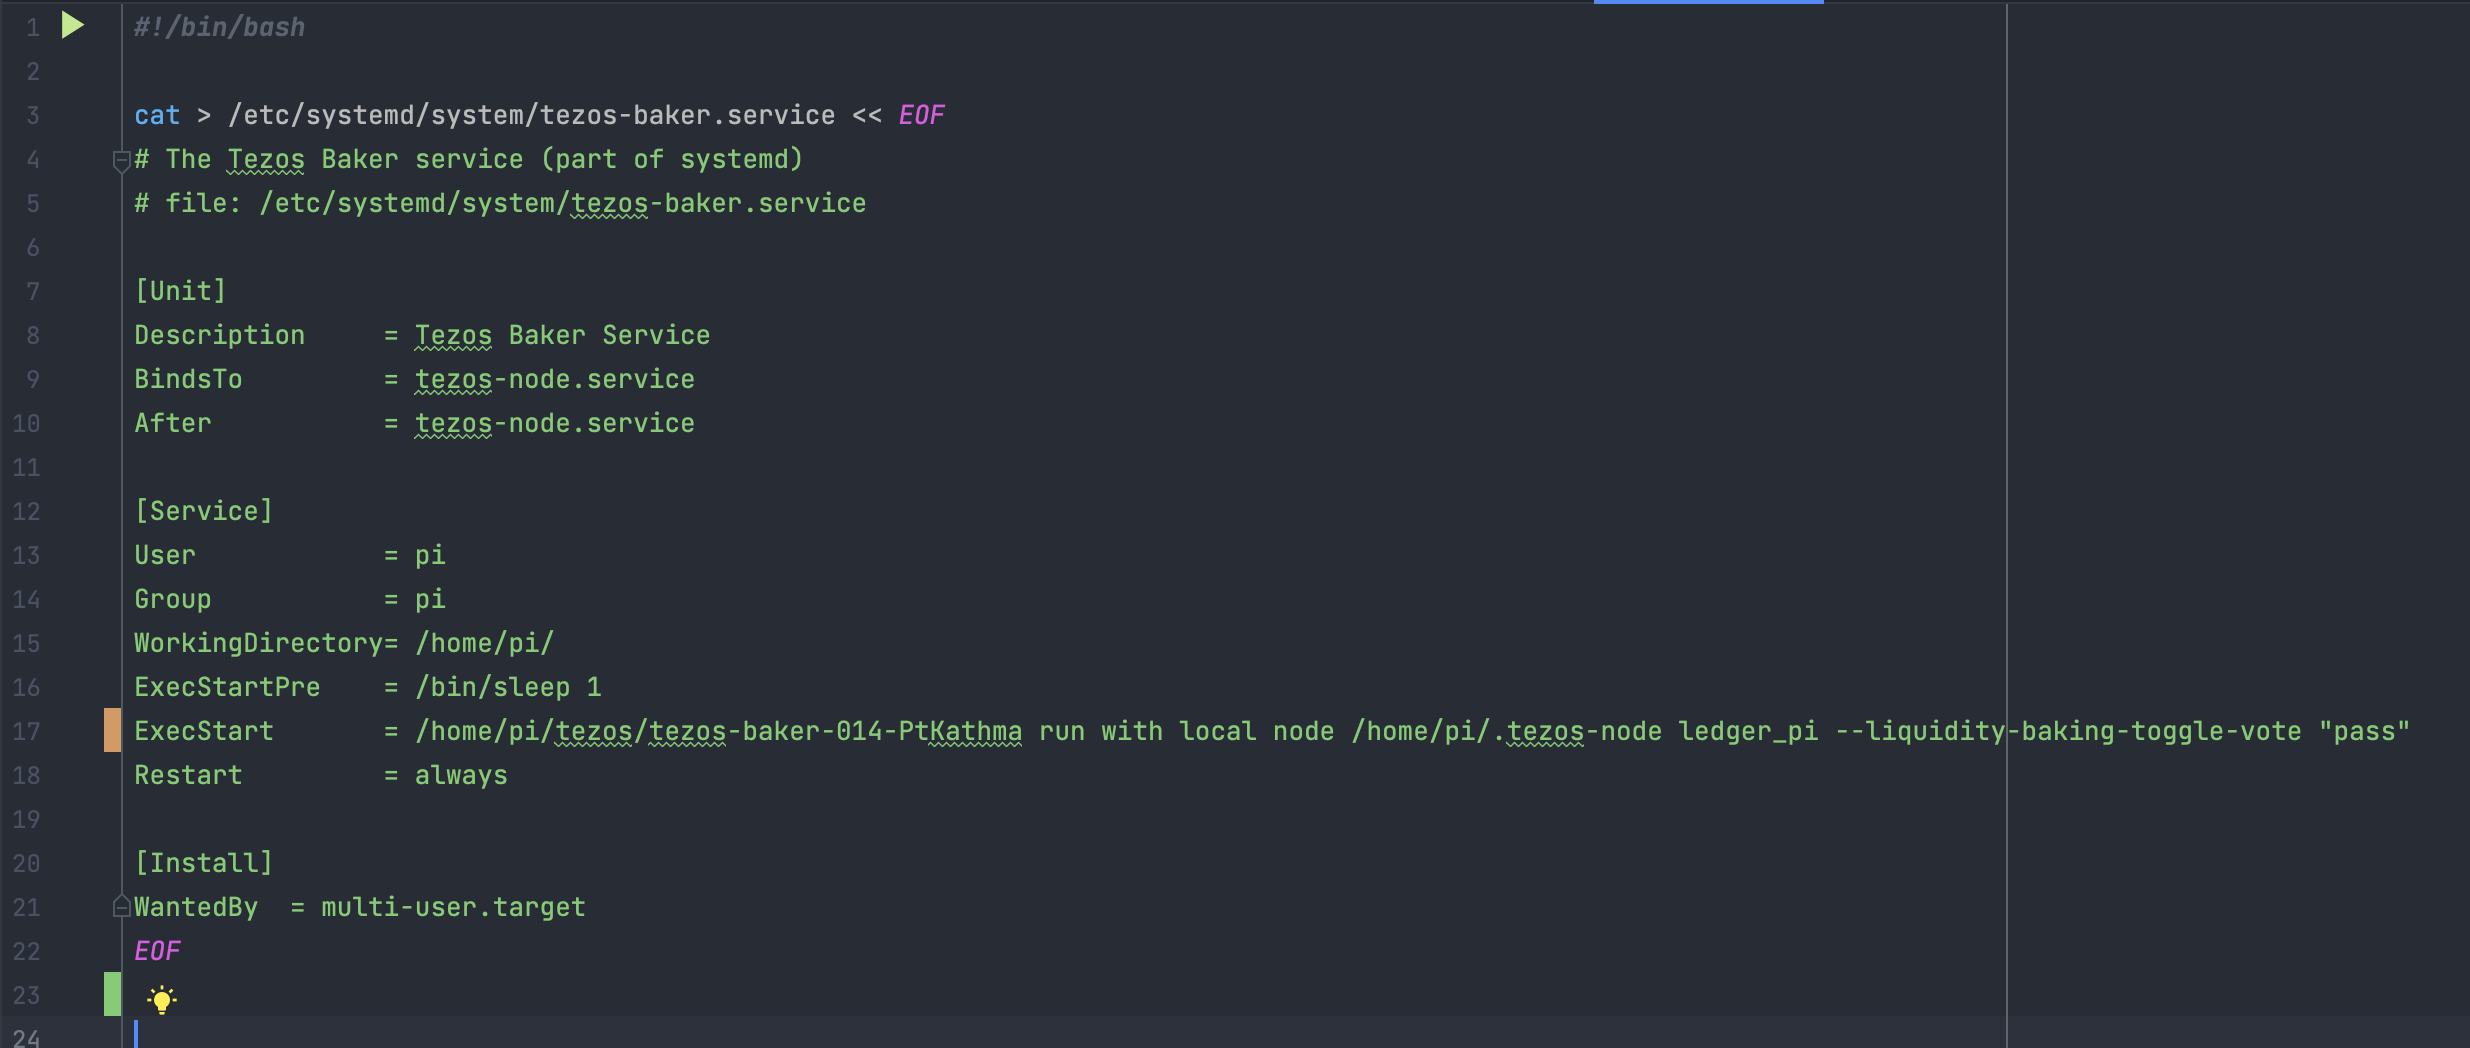 1 #!/bin/bash
2
3 cat > /etc/systemd/system/tezos-baker.service << EOF
4 # The Tezos Baker service (part of systemd)
5 # file: /etc/systemd/system/tezos-baker.service
6
7 [Unit]
8 Description     = Tezos Baker Service
9 BindsTo         = tezos-node.service
10 After           = tezos-node.service
11
12 [Service]
13 User            = pi
14 Group           = pi
15 WorkingDirectory= /home/pi/
16 ExecStartPre    = /bin/sleep 1
17 ExecStart       = /home/pi/tezos/tezos-baker-014-PtKathma run with local node /home/pi/.tezos-node ledger_pi --liquidity-baking-toggle-vote "pass"
18 Restart         = always
19
20 [Install]
21 WantedBy  = multi-user.target
22 EOF
23
24